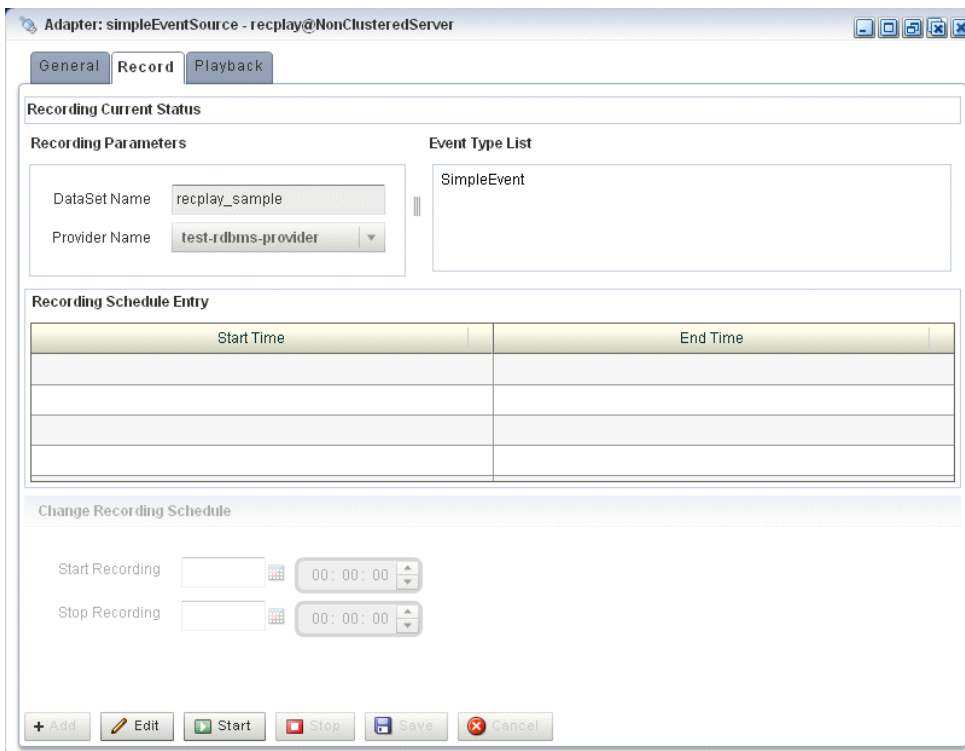 Adapter: simpleEventSource - recplay@NonClusteredServer
General Record Playback
Recording Current Status
Recording Parameters
DataSet Name recplay_sample
Provider Name test-rdbms-provider
Event Type List
SimpleEvent
Recording Schedule Entry
Start Time End Time
Change Recording Schedule
Start Recording 00: 00: 00
Stop Recording 00: 00: 00
+ Add Edit Start Stop Save Cancel